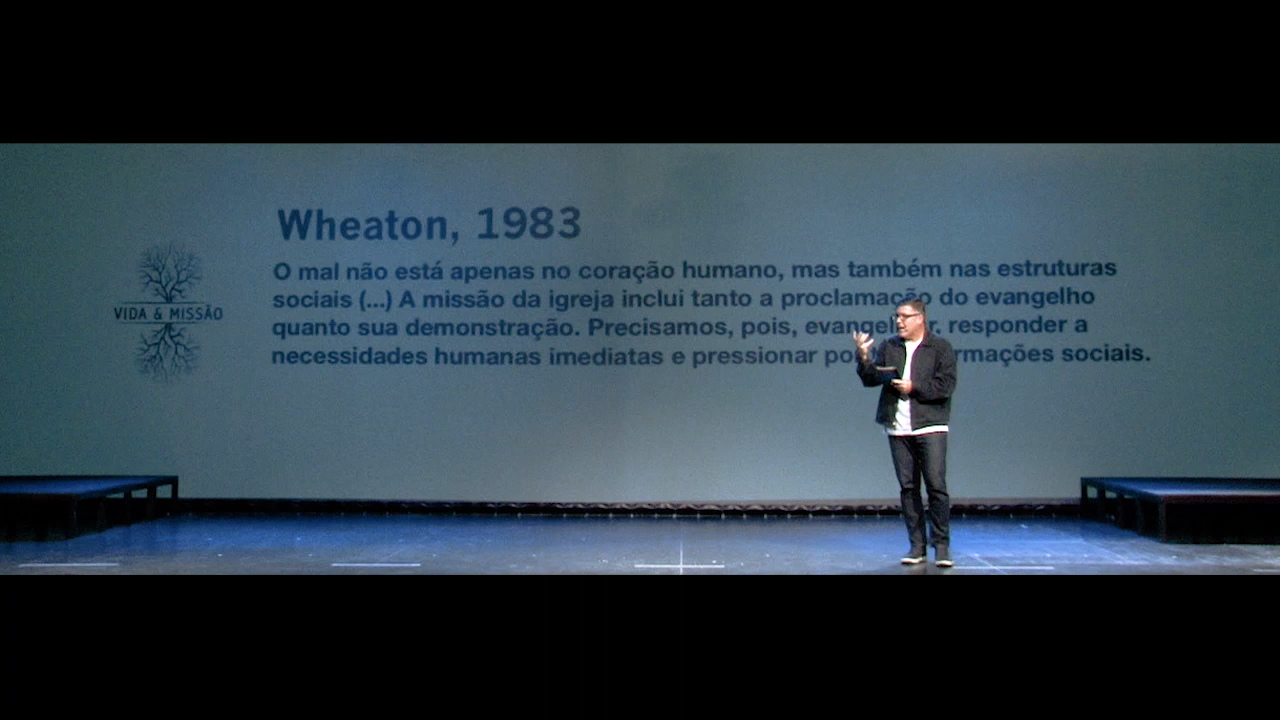 Wheaton, 1983
O mal não está apenas no coração humano, mas também nas estruturas
sociais (...) A missão da igreja inclui tanto a proclamação do evangelho
quanto sua demonstração. Precisamos, pois, responder a
necessidades humanas imediatas e pressionar sociais.
VIDA & MISSÃO